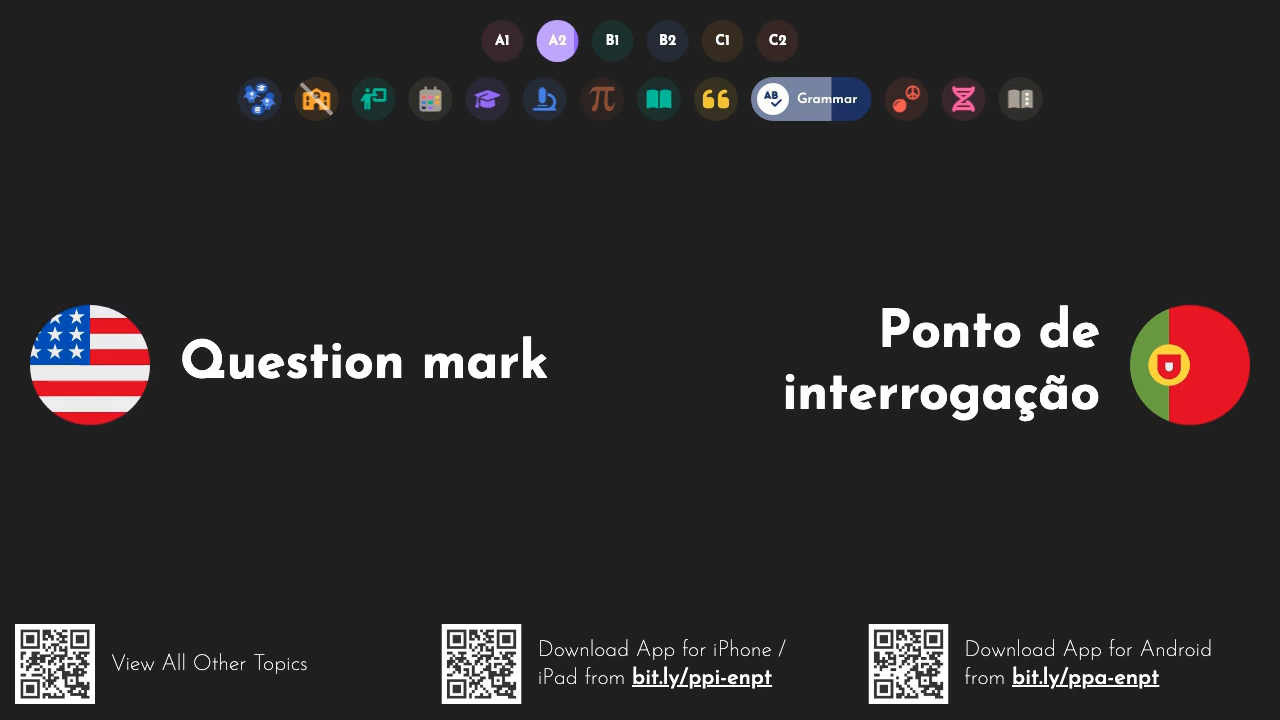 A1 A2 B1 B2 C1 C2
AB Grammar
Question mark
Ponto de
interrogação
View All Other Topics
Download App for iPhone /
iPad from bit.ly/ppi-enpt
Download App for Android
from bit.ly/ppa-enpt